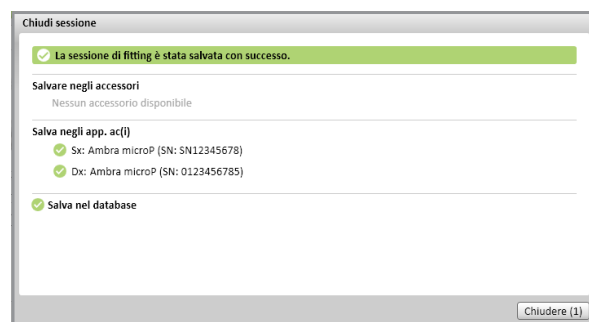 Chiudi sessione
La sessione di fitting è stata salvata con successo.
Salvare negli accessori
Nessun accessorio disponibile
Salva negli app. ac(i)
Sx: Ambra microP (SN: SN12345678)
Dx: Ambra microP (SN: 0123456785)
Salva nel database
Chiudere (1)